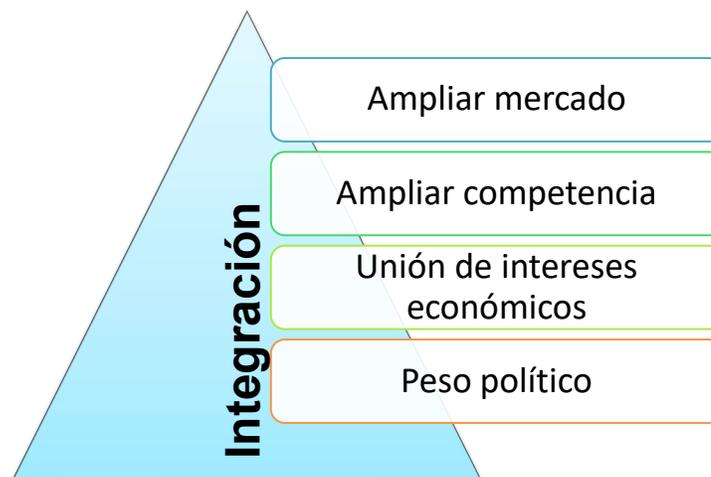 Ampliar mercado
Ampliar competencia
Unión de intereses
económicos
Peso político
Integración